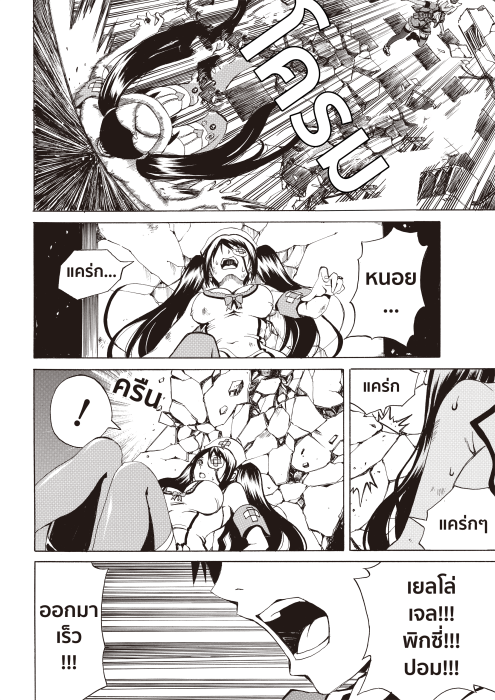 โครม
หนอย
...
แคร่ก...
แคร่ก
แคร่กๆ
ครืน
!
เยลโล่
เจล!!!
พิกซี่!!!
ปอม!!!
ออกมา
เร็ว
!!!